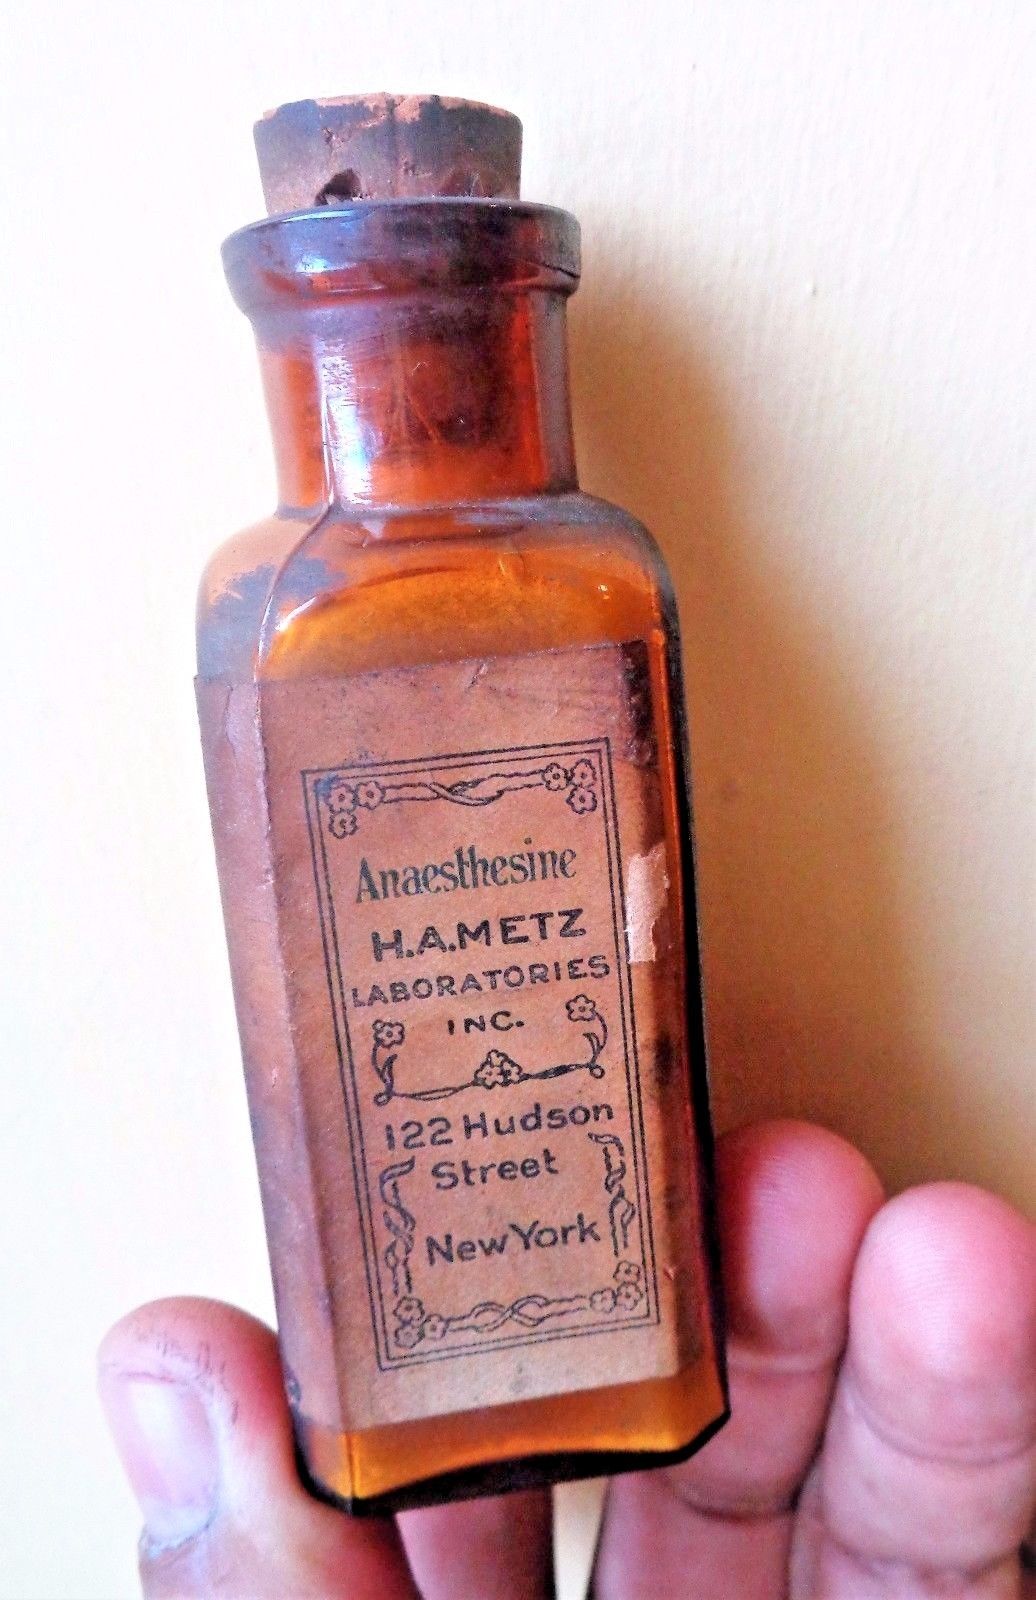 Anaesthesine
H.A.METZ
LABORATORIES
INC.
122 Hudson
Street
New York